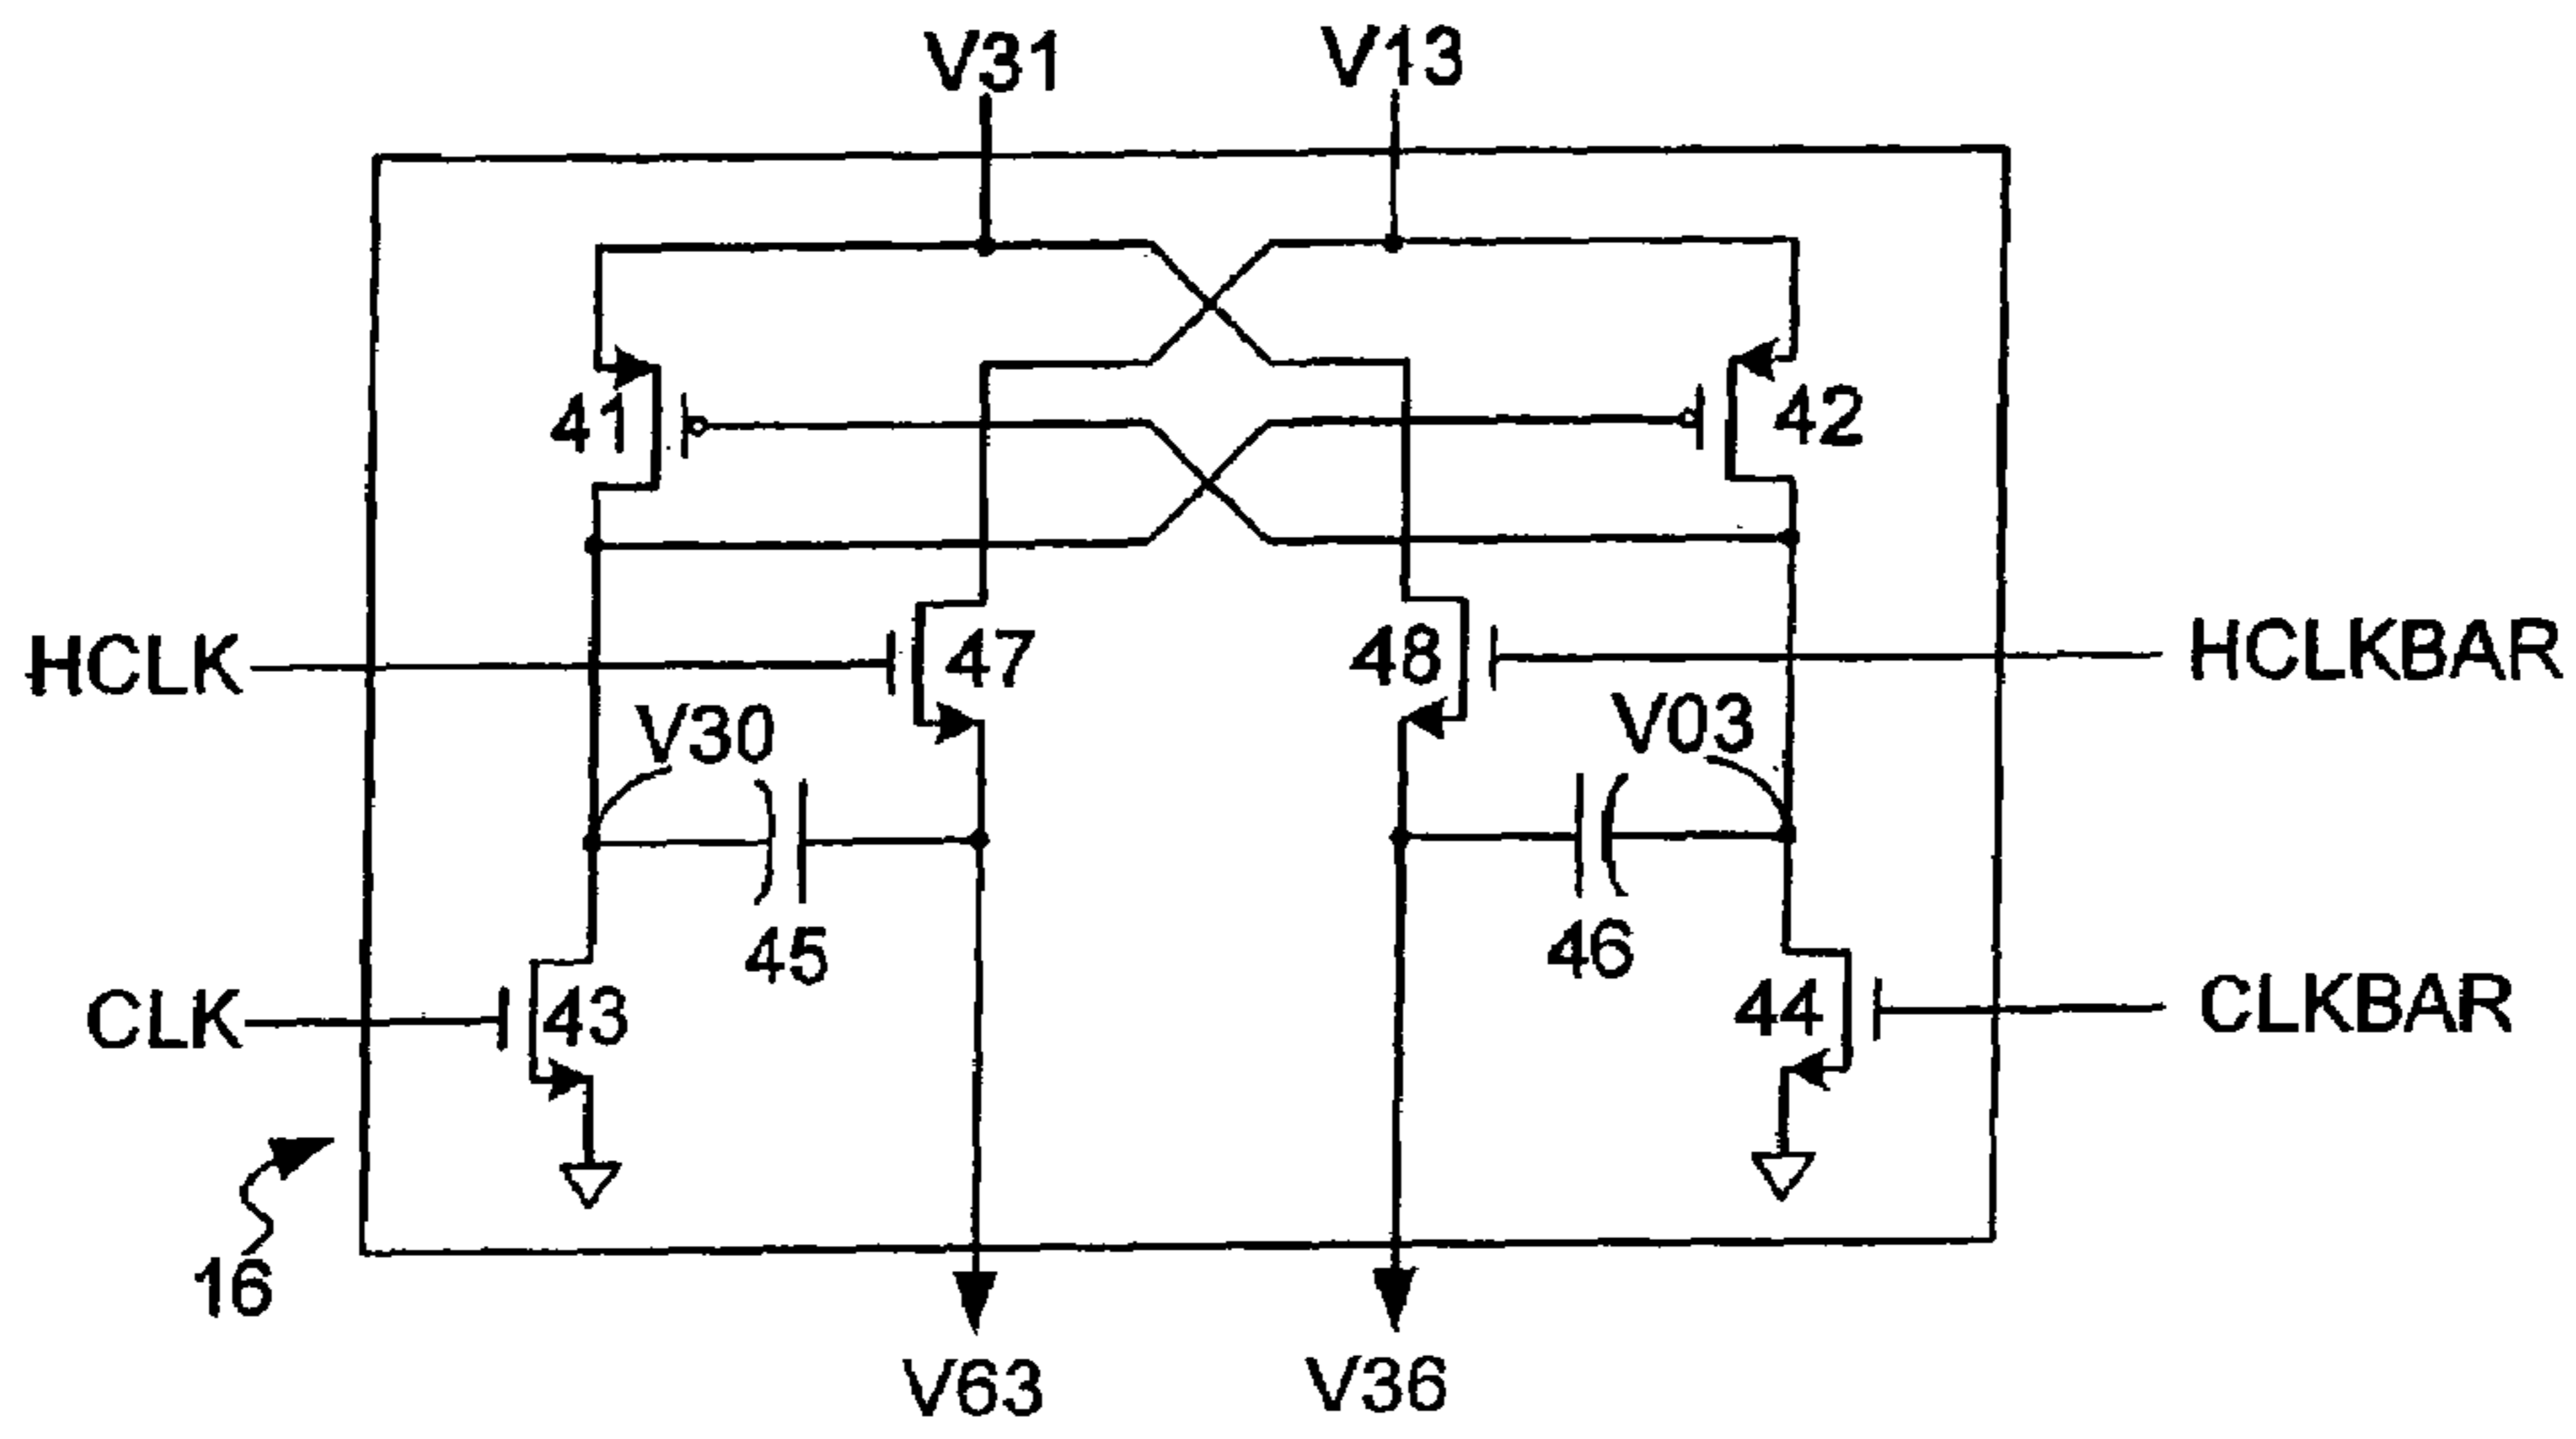 V31 V13
41 42
HCLK 47 48 HCLKBAR
V30 V03
45 46
CLK 43 44 CLKBAR
16
V63 V36